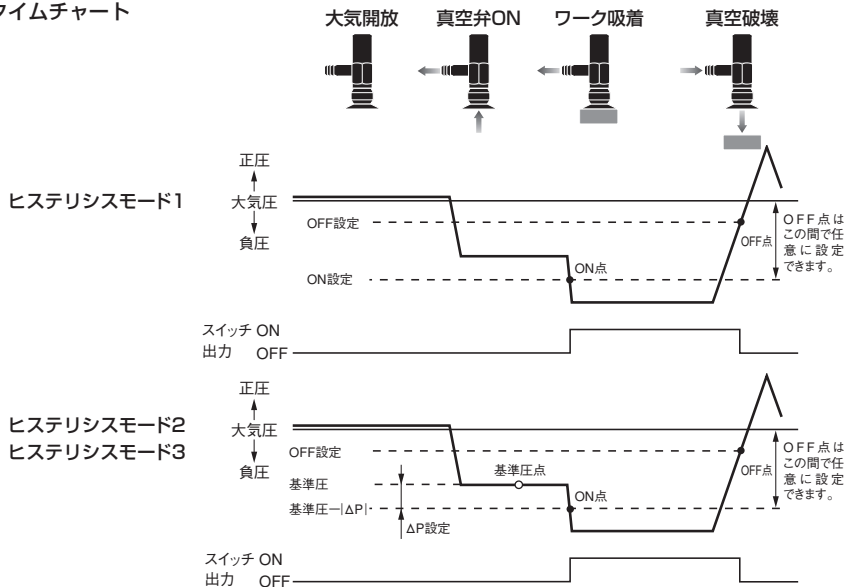 タイムチャート
大気開放 真空弁ON ワーク吸着 真空破壊
ヒステリシスモード1
正圧
大気圧
負圧
OFF設定
ON設定
ON点
OFF点
OFF点は
この間で任
意に設定
できます。
スイッチ ON
出力 OFF
ヒステリシスモード2
ヒステリシスモード3
正圧
大気圧
負圧
OFF設定
基準圧
基準圧点
基準圧ー|ΔP|
ΔP設定
ON点
OFF点
OFF点は
この間で任
意に設定
できます。
スイッチ ON
出力 OFF